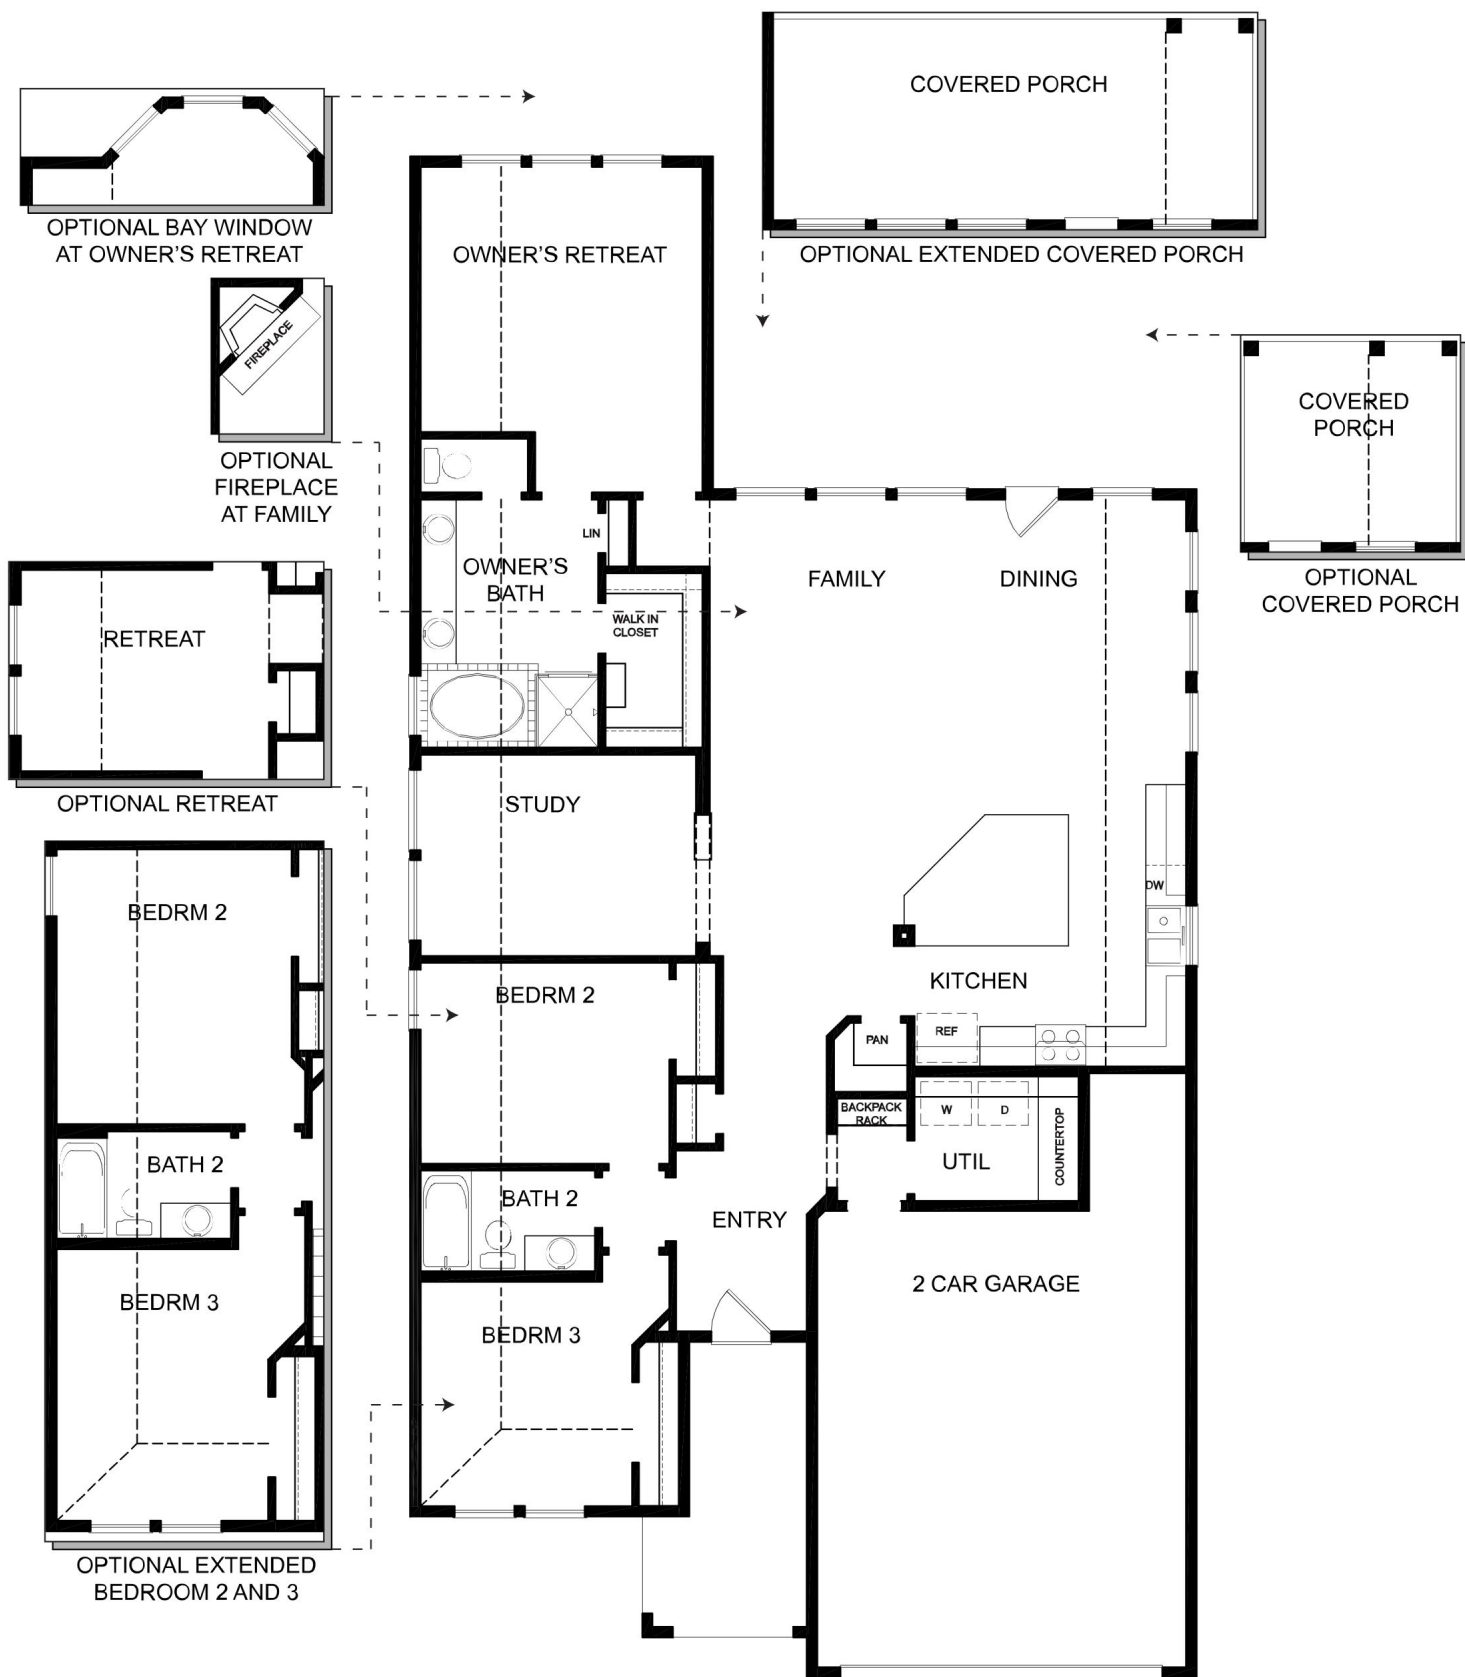 COVERED PORCH
OPTIONAL EXTENDED COVERED PORCH
OPTIONAL BAY WINDOW
AT OWNER'S RETREAT
OWNER'S RETREAT
FIREPLACE
OPTIONAL
FIREPLACE
AT FAMILY
COVERED
PORCH
OPTIONAL
COVERED PORCH
LIN
OWNER'S
BATH
WALK IN
CLOSET
FAMILY
DINING
RETREAT
OPTIONAL RETREAT
STUDY
DW
BEDRM 2
BATH 2
BEDRM 3
OPTIONAL EXTENDED
BEDROOM 2 AND 3
BEDRM 2
KITCHEN
PAN
REF
BACKPACK
RACK
W
D
COUNTERTOP
UTIL
BATH 2
ENTRY
BEDRM 3
2 CAR GARAGE